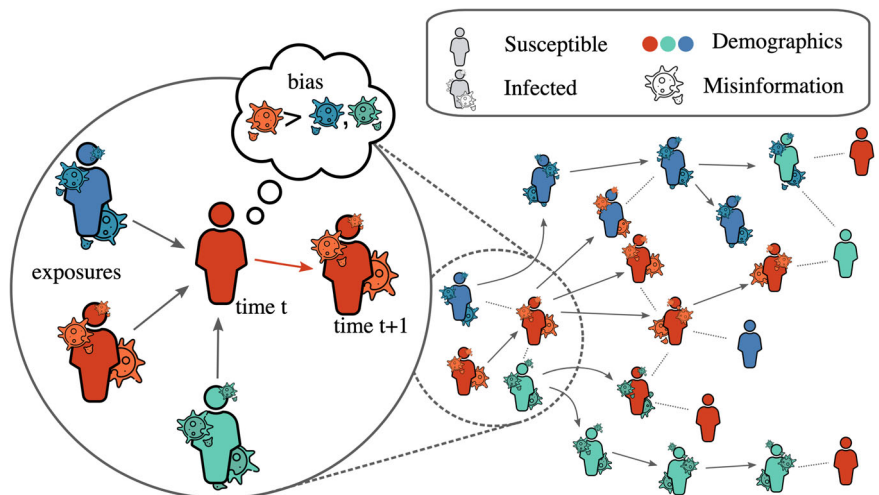 bias
> ,
exposures
time t
time t+1
Susceptible
Demographics
Infected
Misinformation